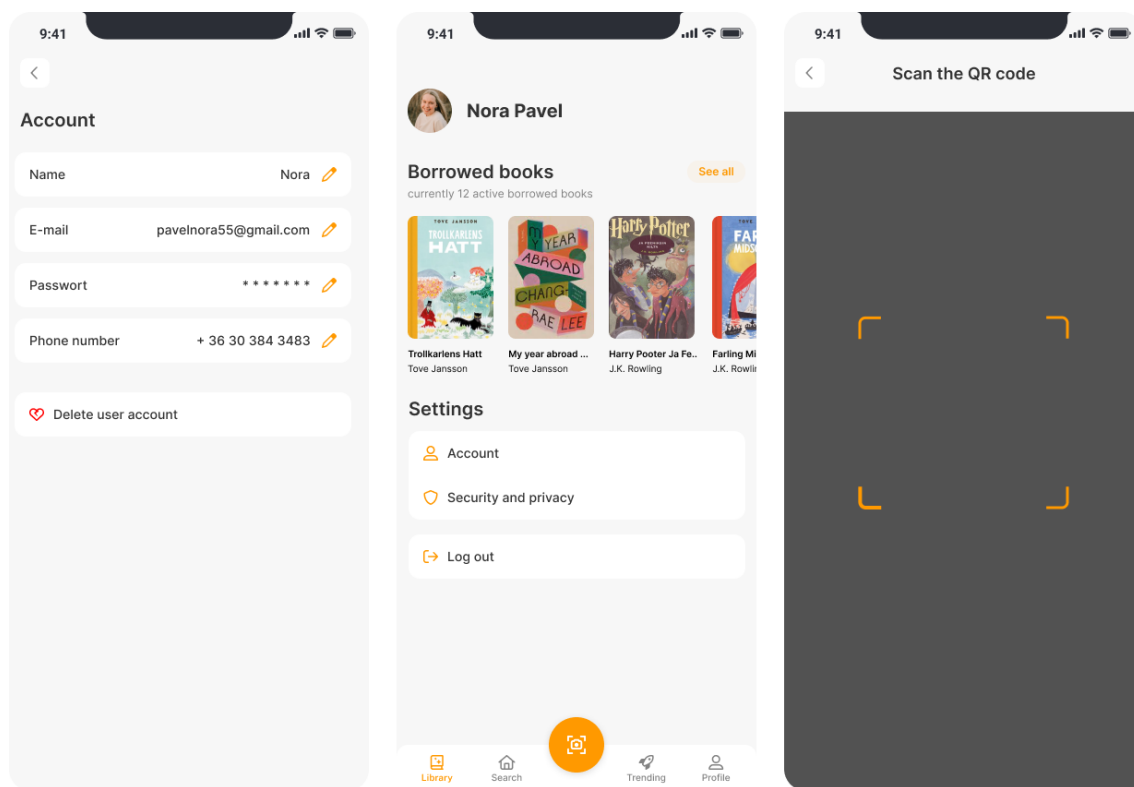 9:41
Account
Name Nora
E-mail pavelnora55@gmail.com
Passwort * * * * * * *
Phone number + 36 30 384 3483
Delete user account
9:41
Nora Pavel
Borrowed books See all
currently 12 active borrowed books
TOVE JANSSON
TROLLKARLENS
HATT
MY YEAR
ABROAD
CHANG-
RAE LEE
Harry Potter
Trollkarlens Hatt
Tove Jansson
My year abroad ...
Tove Jansson
Harry Pooter Ja Fe..
J.K. Rowling
Farling Mi
J.K. Rowlin
Settings
Account
Security and privacy
Log out
Library
Search
Trending
Profile
9:41
Scan the QR code